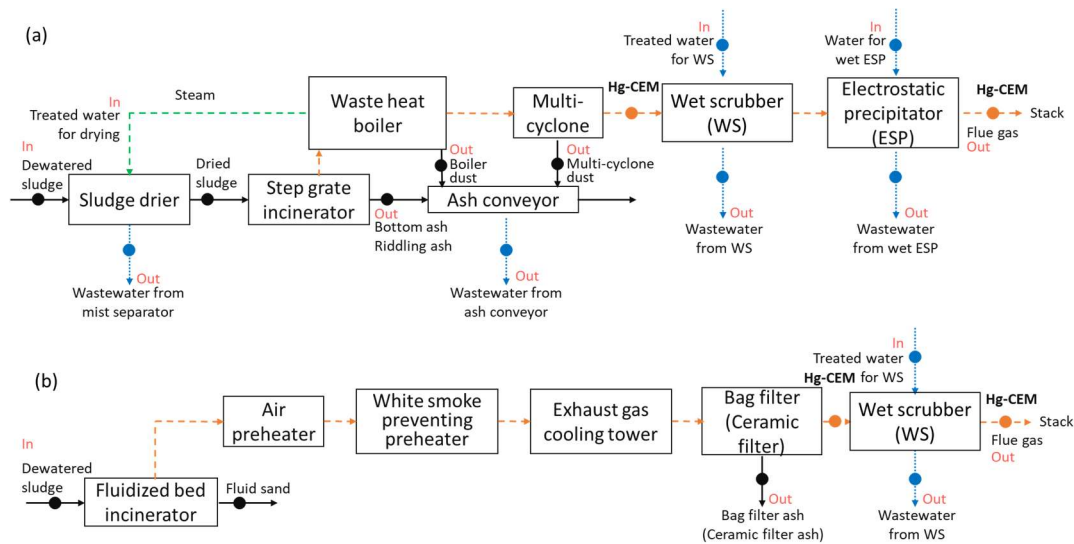 (a)
In
Treated water
for WS
In
Water for
wet ESP
In
Treated water
for drying
Steam
Waste heat
boiler
Multi-
cyclone
Hg-CEM
Wet scrubber
(WS)
Electrostatic
precipitator
(ESP)
Hg-CEM
Stack
Flue gas
Out
In
Dewatered
sludge
Sludge drier
Dried
sludge
Step grate
incinerator
Out
Boiler
dust
Out
Multi-cyclone
dust
Out
Bottom ash
Riddling ash
Ash conveyor
Out
Wastewater from
mist separator
Out
Wastewater from
ash conveyor
Out
Wastewater
from WS
Out
Wastewater
from wet ESP
(b)
In
Treated water
Hg-CEM for WS
Air
preheater
White smoke
preventing
preheater
Exhaust gas
cooling tower
Bag filter
(Ceramic
filter)
Wet scrubber
(WS)
Hg-CEM
Stack
Flue gas
Out
In
Dewatered
sludge
Fluidized bed
incinerator
Fluid sand
Out
Bag filter ash
(Ceramic filter ash)
Out
Wastewater
from WS